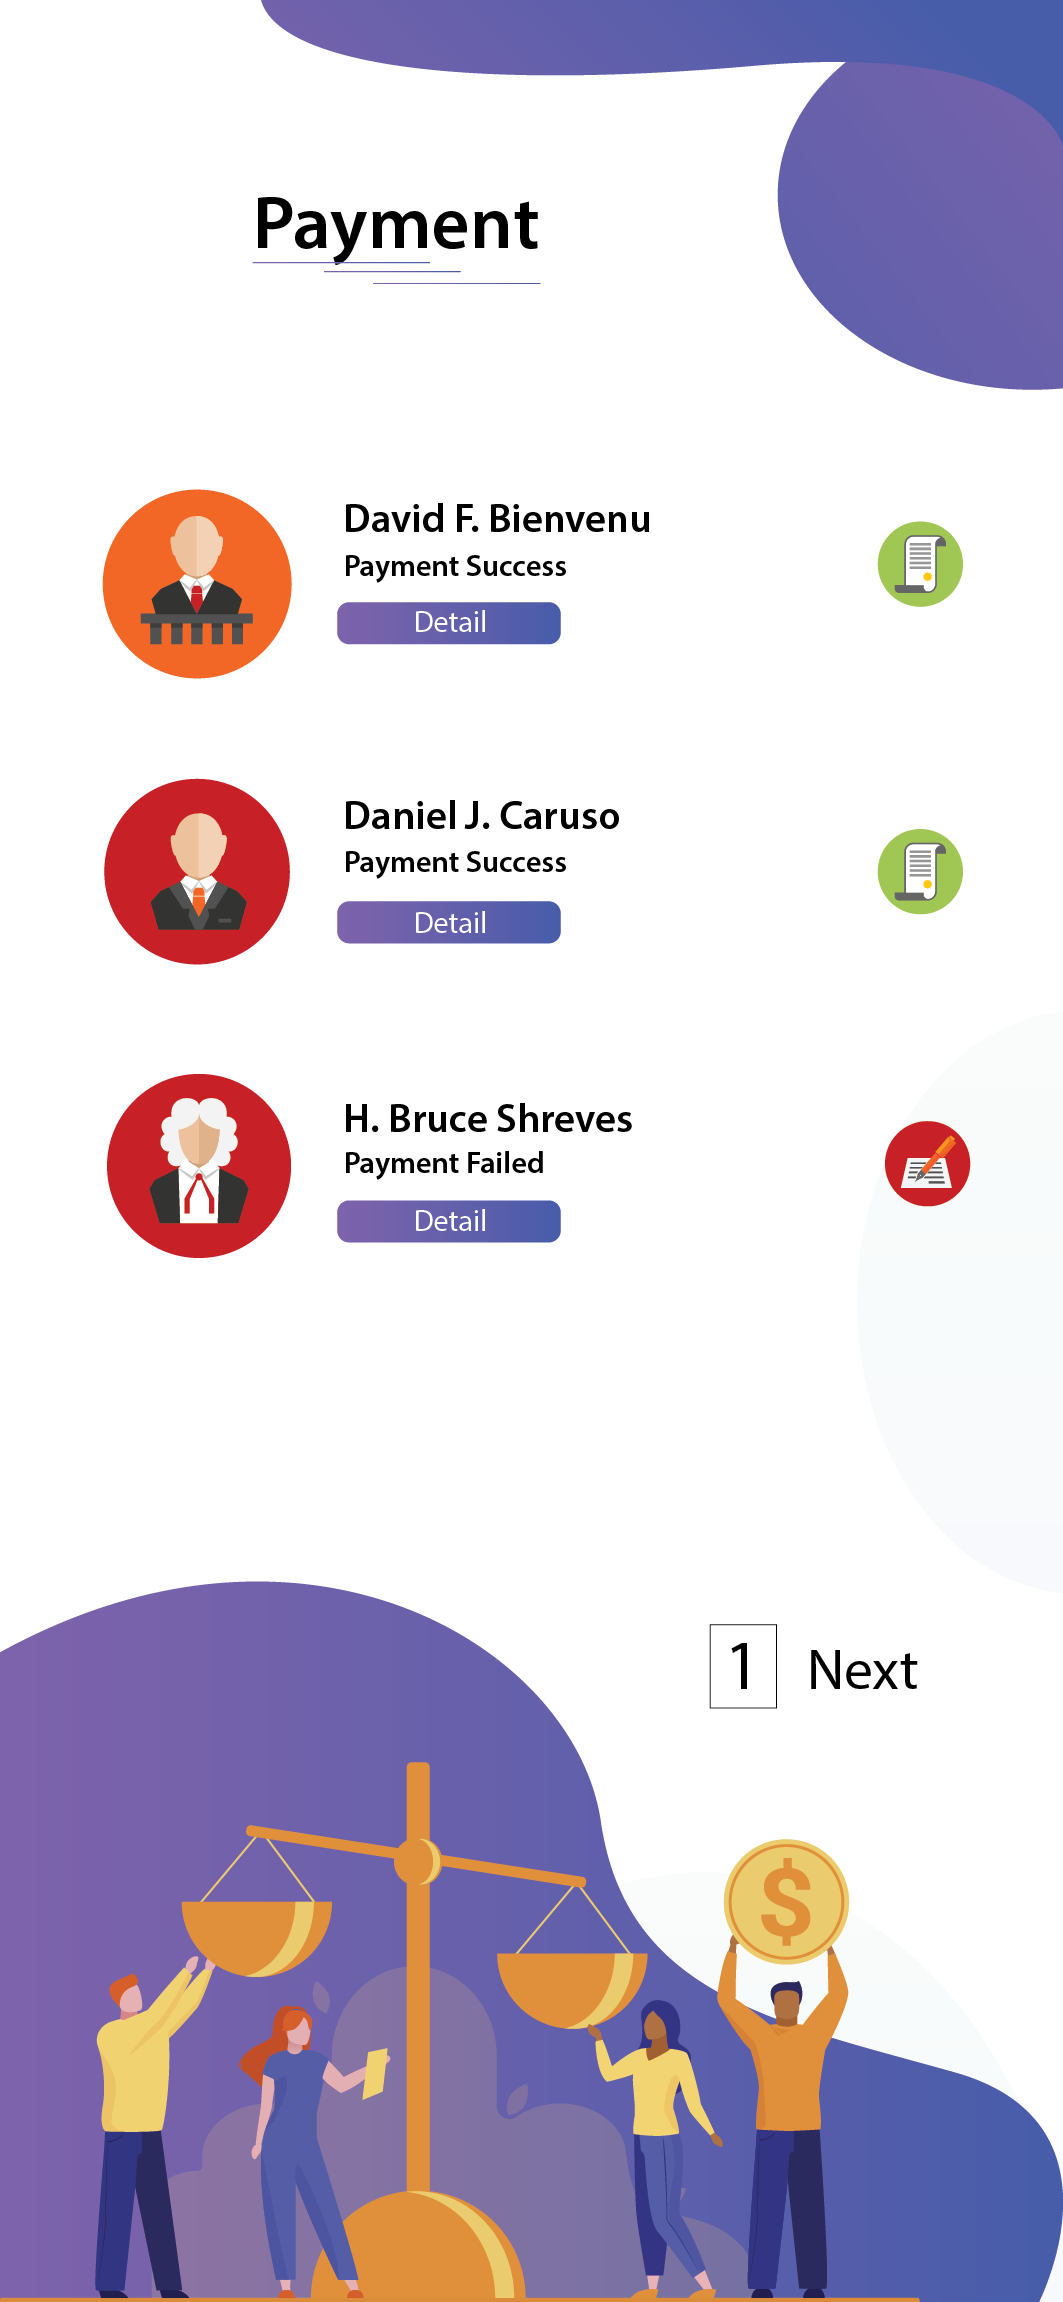 Payment
David F. Bienvenu
Payment Success
Detail
Daniel J. Caruso
Payment Success
Detail
H. Bruce Shreves
Payment Failed
Detail
1 Next
$